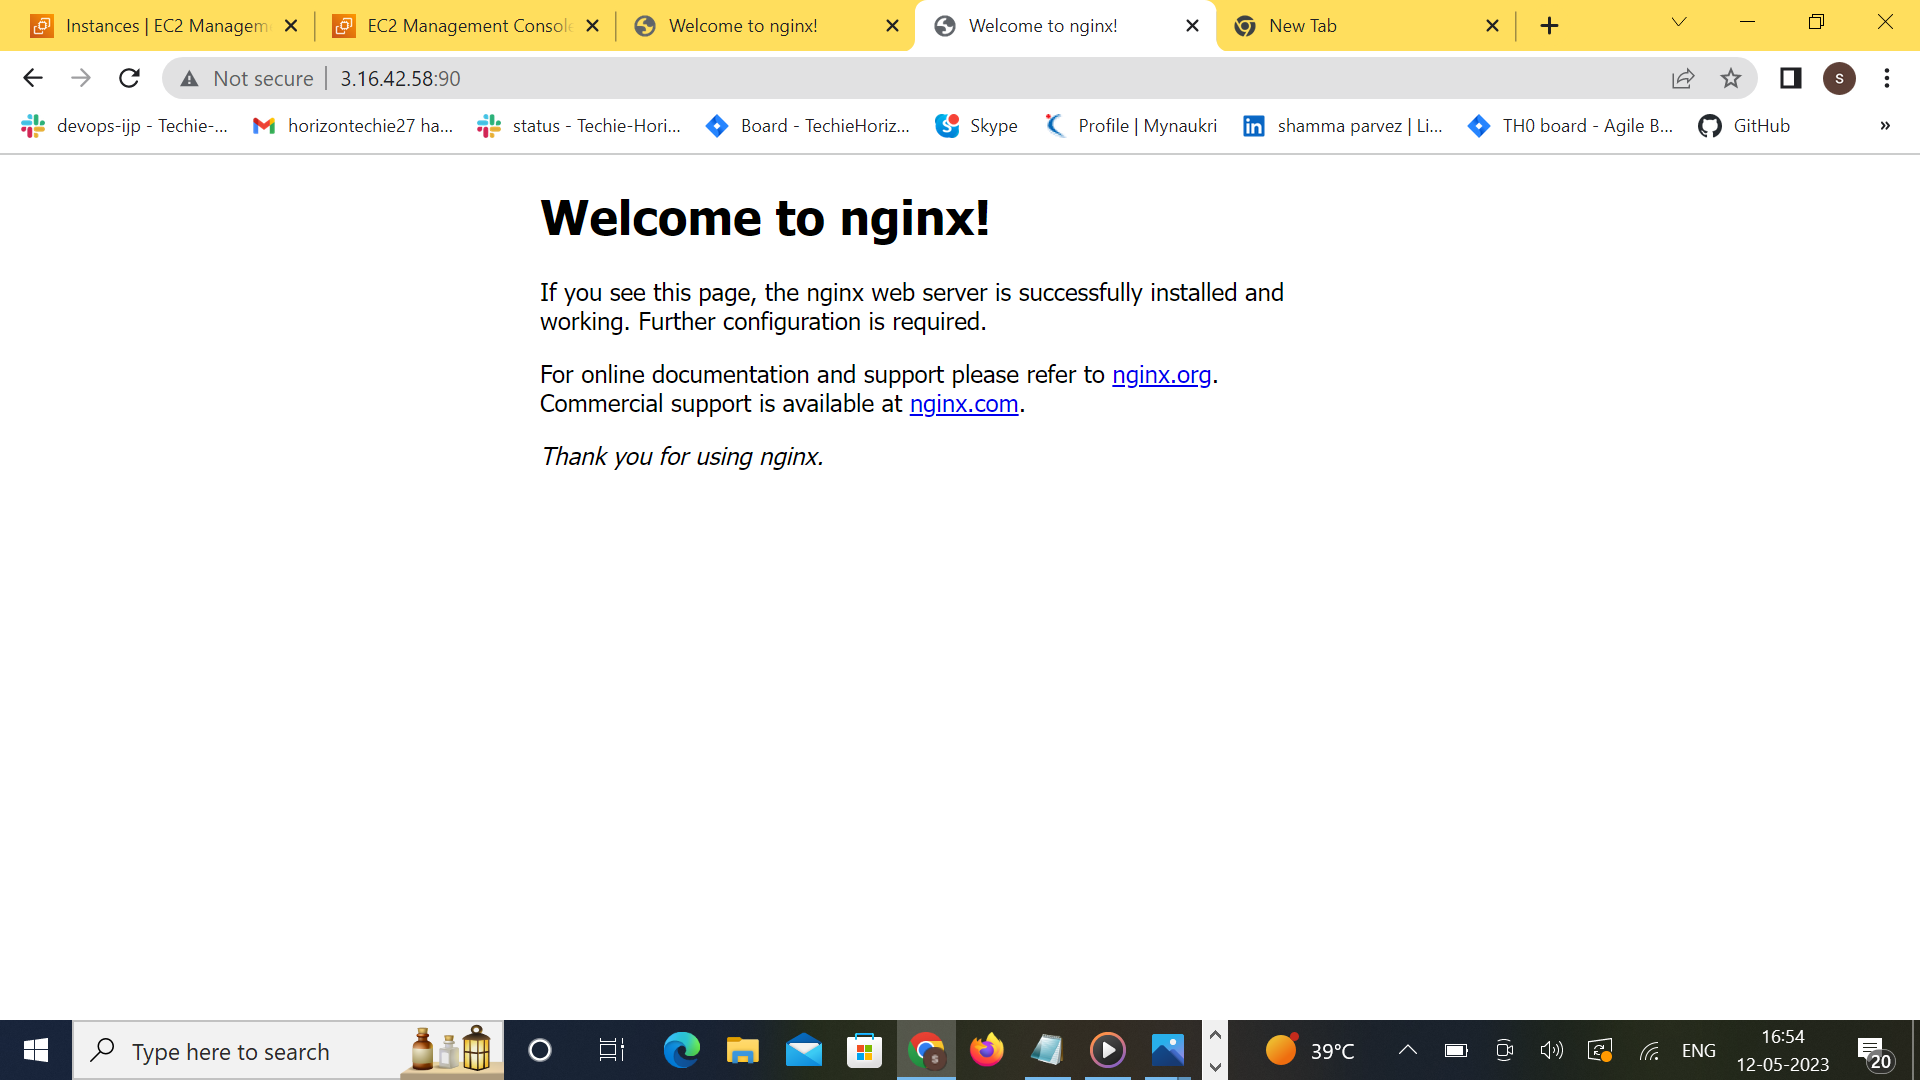 Instances | EC2 Managem
EC2 Management Console
Welcome to nginx!
Welcome to nginx!
New Tab
Not secure
3.16.42.58:90
s
devops-ijp - Techie-...
horizontechie27 ha...
status - Techie-Hori...
Board - TechieHoriz...
Skype
Profile | Mynaukri
shamma parvez | Li...
TH0 board - Agile B...
GitHub
»
Welcome to nginx!
If you see this page, the nginx web server is successfully installed and
working. Further configuration is required.
For online documentation and support please refer to nginx.org.
Commercial support is available at nginx.com.
Thank you for using nginx.
Type here to search
39°C
ENG
16:54
12-05-2023
20